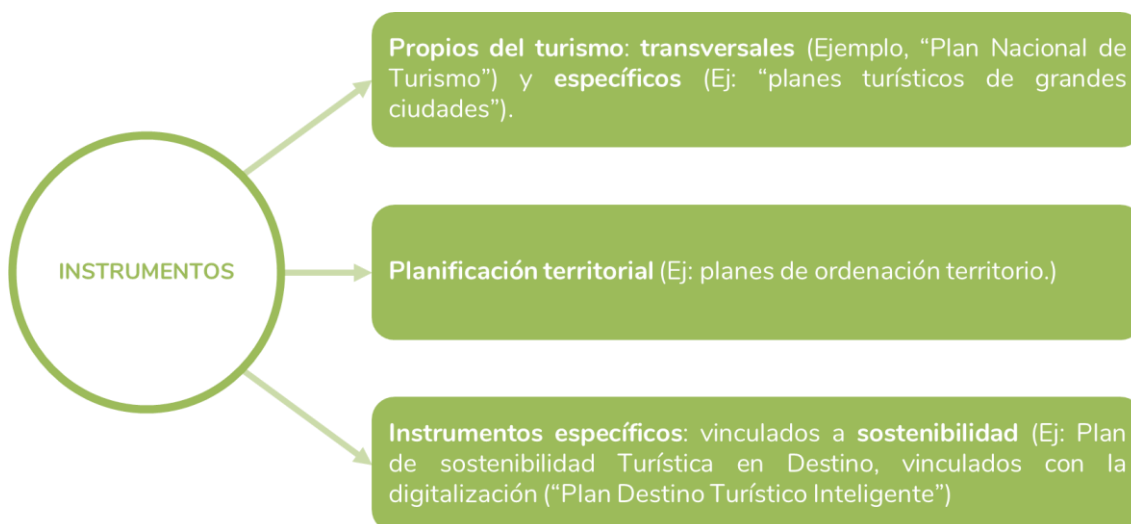 Propios del turismo: transversales (Ejemplo, “Plan Nacional de
Turismo”) y específicos (Ej: “planes turísticos de grandes
ciudades”).
INSTRUMENTOS
Planificación territorial (Ej: planes de ordenación territorio.)
Instrumentos específicos: vinculados a sostenibilidad (Ej: Plan
de sostenibilidad Turística en Destino, vinculados con la
digitalización (“Plan Destino Turístico Inteligente”)